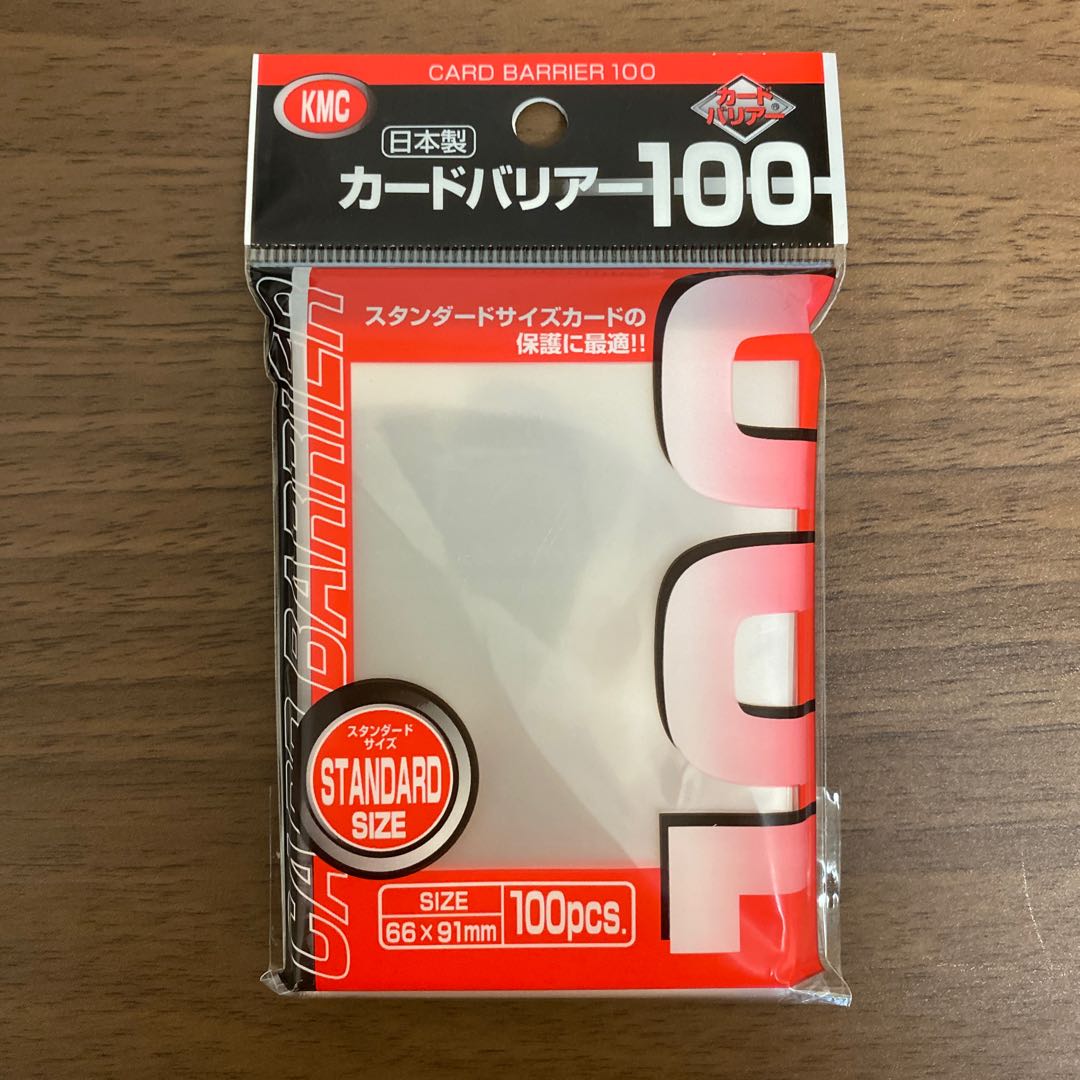 CARD BARRIER 100
KMC
カード
バリアー®
日本製
カードバリアー100
スタンダードサイズカードの
保護に最適!!
100
CARD BARRIER
スタンダード
サイズ
STANDARD
SIZE
SIZE
66×91mm
100pcs.